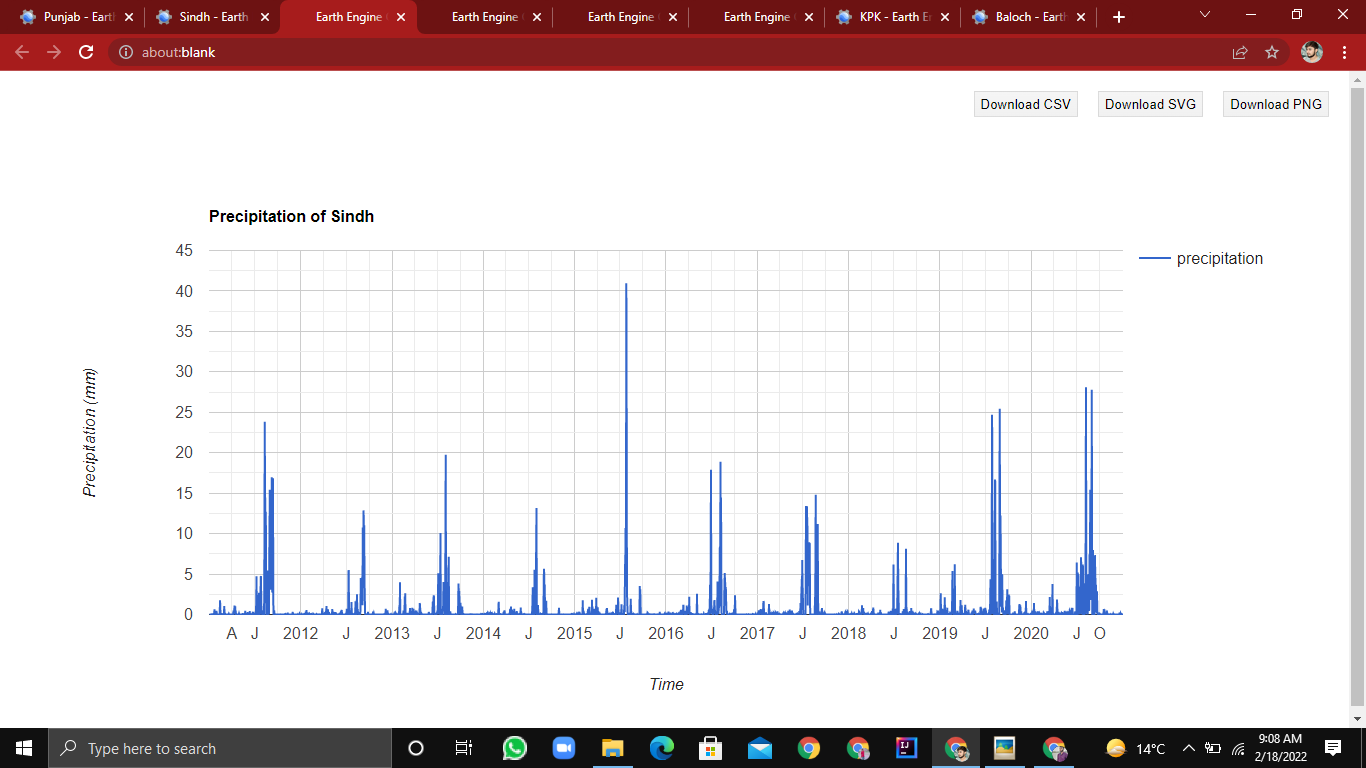 Punjab - Eart
Sindh - Earth
Earth Engine
Earth Engine
Earth Engine
Earth Engine
KPK - Earth E
Baloch - Eart
about:blank
Download CSV
Download SVG
Download PNG
Precipitation of Sindh
45
40
35
30
25
20
15
10
5
0
precipitation
Precipitation (mm)
A J 2012 J 2013 J 2014 J 2015 J 2016 J 2017 J 2018 J 2019 J 2020 J O
Time
Type here to search
IJ
14°C
9:08 AM
2/18/2022